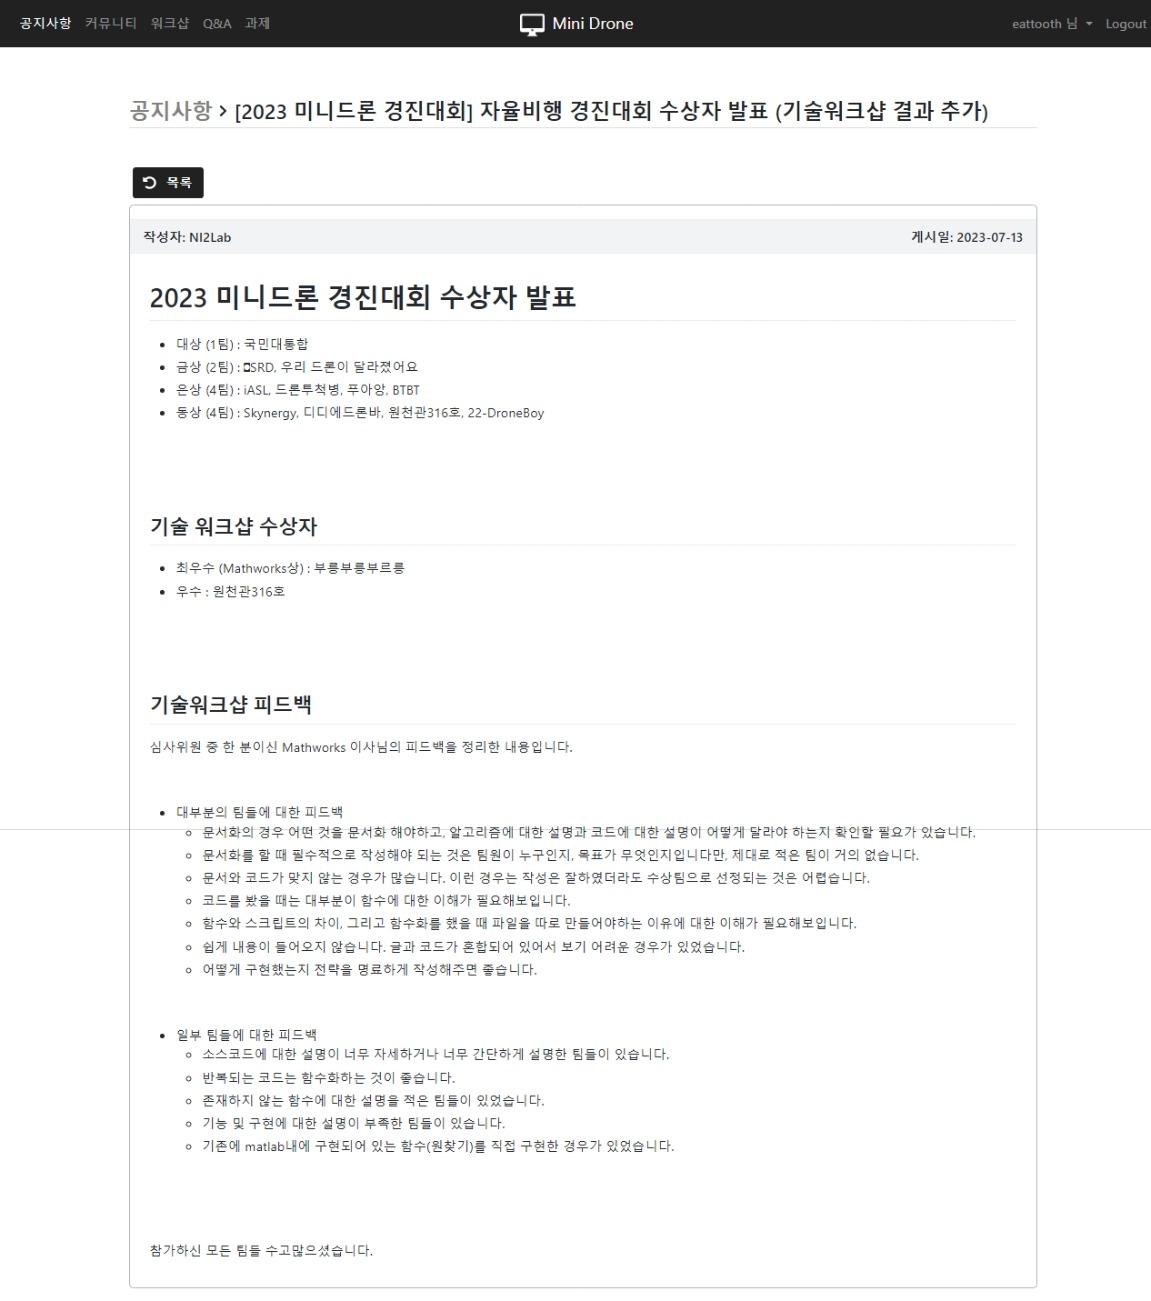 공지사항 커뮤니티 워크샵 Q&A 과제 Mini Drone eattooth 님 Logout
공지사항 > [2023 미니드론 경진대회] 자율비행 경진대회 수상자 발표 (기술워크샵 결과 추가)
목록
작성자: NI2Lab 게시일: 2023-07-13
2023 미니드론 경진대회 수상자 발표
대상 (1팀) : 국민대통합
금상 (2팀) : SRD, 우리 드론이 달라졌어요
은상 (4팀) : iASL, 드론투척병, 푸아앙, BTBT
동상 (4팀) : Skynergy, 디디에드론바, 원천관316호, 22-DroneBoy
기술 워크샵 수상자
최우수 (Mathworks상) : 부릉부릉부르릉
우수 : 원천관316호
기술워크샵 피드백
심사위원 중 한 분이신 Mathworks 이사님의 피드백을 정리한 내용입니다.
대부분의 팀들에 대한 피드백
문서화의 경우 어떤 것을 문서화 해야하고, 알고리즘에 대한 설명과 코드에 대한 설명이 어떻게 달라야 하는지 확인할 필요가 있습니다.
문서화를 할 때 필수적으로 작성해야 되는 것은 팀원이 누구인지, 목표가 무엇인지입니다만, 제대로 적은 팀이 거의 없습니다.
문서와 코드가 맞지 않는 경우가 많습니다. 이런 경우는 작성은 잘하였더라도 수상팀으로 선정되는 것은 어렵습니다.
코드를 봤을 때는 대부분이 함수에 대한 이해가 필요해보입니다.
함수와 스크립트의 차이, 그리고 함수화를 했을 때 파일을 따로 만들어야하는 이유에 대한 이해가 필요해보입니다.
쉽게 내용이 들어오지 않습니다. 글과 코드가 혼합되어 있어서 보기 어려운 경우가 있었습니다.
어떻게 구현했는지 전략을 명료하게 작성해주면 좋습니다.
일부 팀들에 대한 피드백
소스코드에 대한 설명이 너무 자세하거나 너무 간단하게 설명한 팀들이 있습니다.
반복되는 코드는 함수화하는 것이 좋습니다.
존재하지 않는 함수에 대한 설명을 적은 팀들이 있었습니다.
기능 및 구현에 대한 설명이 부족한 팀들이 있습니다.
기존에 matlab내에 구현되어 있는 함수(원찾기)를 직접 구현한 경우가 있었습니다.
참가하신 모든 팀들 수고많으셨습니다.